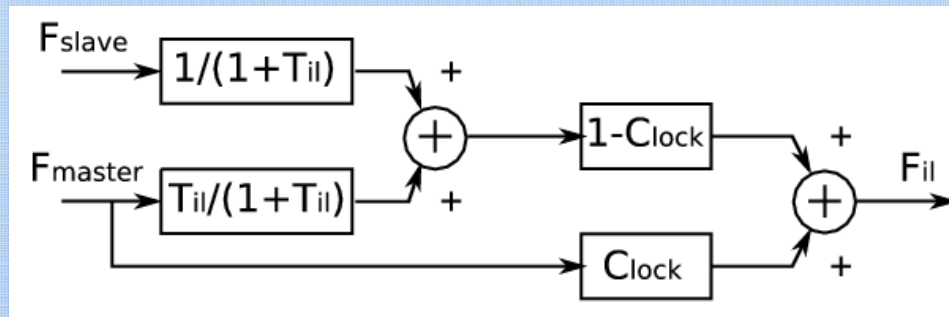 Fslave
1/(1+Til)
+
+
1-Clock
+
Fmaster
Til/(1+Til)
+
+
Fil
Clock
+